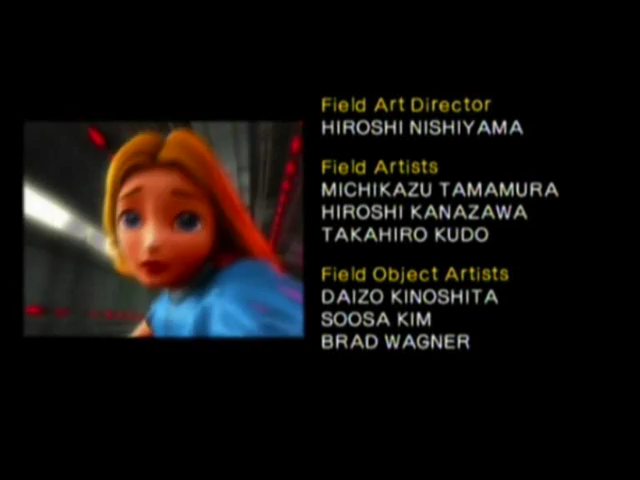 Field Art Director
HIROSHI NISHIYAMA
Field Artists
MICHIKAZU TAMAMURA
HIROSHI KANAZAWA
TAKAHIRO KUDO
Field Object Artists
DAIZO KINOSHITA
SOOSA KIM
BRAD WAGNER